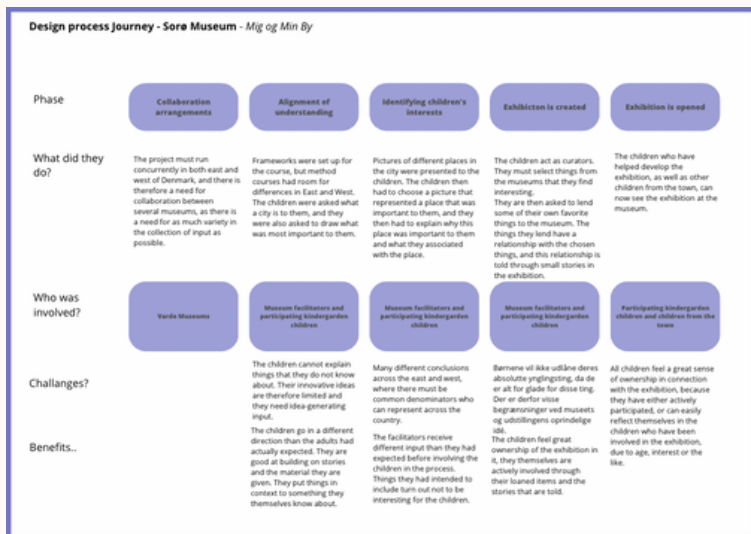 Design process Journey - Sorø Museum - Mig og Min By
Phase
Collaboration
arrangements
Alignment of
understanding
Identifying children's
interests
Exhibicton is created
Exhibition is opened
What did they
do?
The project must run
concurrently in both east and
west of Denmark, and there is
therefore a need for
collaboration between
several museums, as there is
a need for as much variety in
the collection of input as
possible.
Frameworks were set up for
the course, but method
courses had room for
differences in East and West.
The children were asked what
a city is to them, and they
were also asked to draw what
was most important to them.
Pictures of different places in
the city were presented to the
children. The children then
had to choose a picture that
represented a place that was
important to them, and they
then had to explain why this
place was important to them
and what they associated
with the place.
The children act as curators.
They must select things from
the museums that they find
interesting.
They are then asked to lend
some of their own favorite
things to the museum. The
things they lend have a
relationship with the chosen
things, and this relationship is
told through small stories in
the exhibition.
The children who have
helped develop the
exhibition, as well as other
children from the town, can
now see the exhibition at the
museum.
Who was
involved?
Varde Museums
Museum facilitators and
participating kindergarden
children
Museum facilitators and
participating kindergarden
children
Museum facilitators and
participating kindergarden
children
Participating kindergarden
children and children from the
town
Challanges?
The children cannot explain
things that they do not know
about. Their innovative ideas
are therefore limited and
they need idea-generating
input.
Many different conclusions
across the east and west,
where there must be
common denominators who
can represent across the
country.
Børnene vil ikke udlåne deres
absolutte ynglingsting, da de
er alt for glade for disse ting.
Der er derfor visse
begrænsninger ved museets
og udstillingens oprindelige
idé.
All children feel a great sense
of ownership in connection
with the exhibition, because
they have either actively
participated, or can easily
reflect themselves in the
children who have been
involved in the exhibition,
due to age, interest or the
like.
Benefits..
The children go in a different
direction than the adults had
actually expected. They are
good at building on stories
and the material they are
given. They put things in
context to something they
themselves know about.
The facilitators receive
different input than they had
expected before involving the
children in the process.
Things they had intended to
include turn out not to be
interesting for the children.
The children feel great
ownership of the exhibition in
it, they themselves are
actively involved through
their loaned items and the
stories that are told.